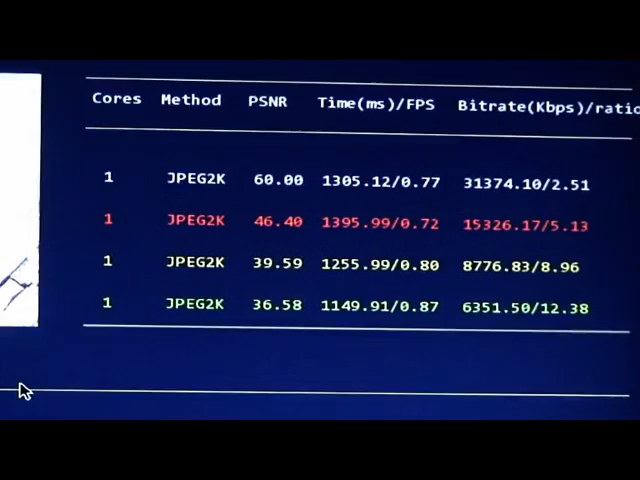 Cores Method PSNR Time(ms)/FPS Bitrate(Kbps)/ratio
1 JPEG2K 60.00 1305.12/0.77 31374.10/2.51
1 JPEG2K 46.40 1395.99/0.72 15326.17/5.13
1 JPEG2K 39.59 1255.99/0.80 8776.83/8.96
1 JPEG2K 36.58 1149.91/0.87 6351.50/12.38